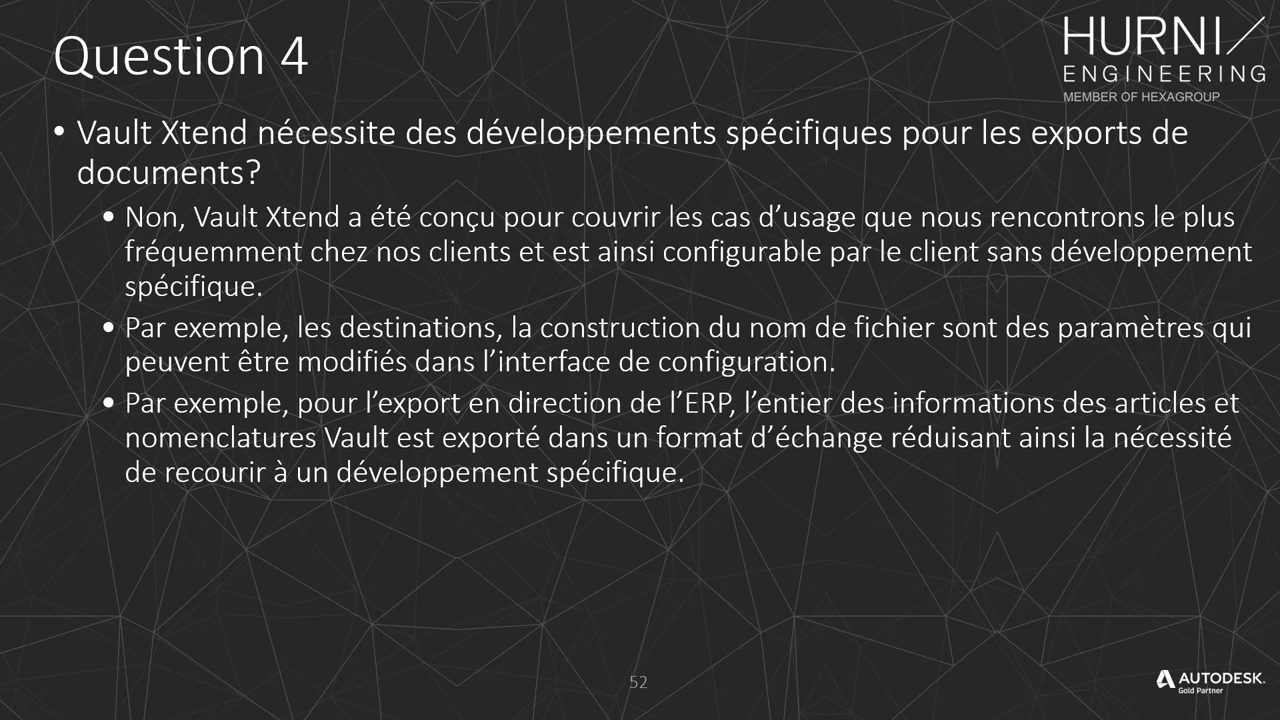 Question 4
HURNI
ENGINEERING
MEMBER OF HEXAGROUP
• Vault Xtend nécessite des développements spécifiques pour les exports de
documents?
• Non, Vault Xtend a été conçu pour couvrir les cas d’usage que nous rencontrons le plus
fréquemment chez nos clients et est ainsi configurable par le client sans développement
spécifique.
• Par exemple, les destinations, la construction du nom de fichier sont des paramètres qui
peuvent être modifiés dans l’interface de configuration.
• Par exemple, pour l’export en direction de l’ERP, l’entier des informations des articles et
nomenclatures Vault est exporté dans un format d’échange réduisant ainsi la nécessité
de recourir à un développement spécifique.
52
AUTODESK.
Gold Partner